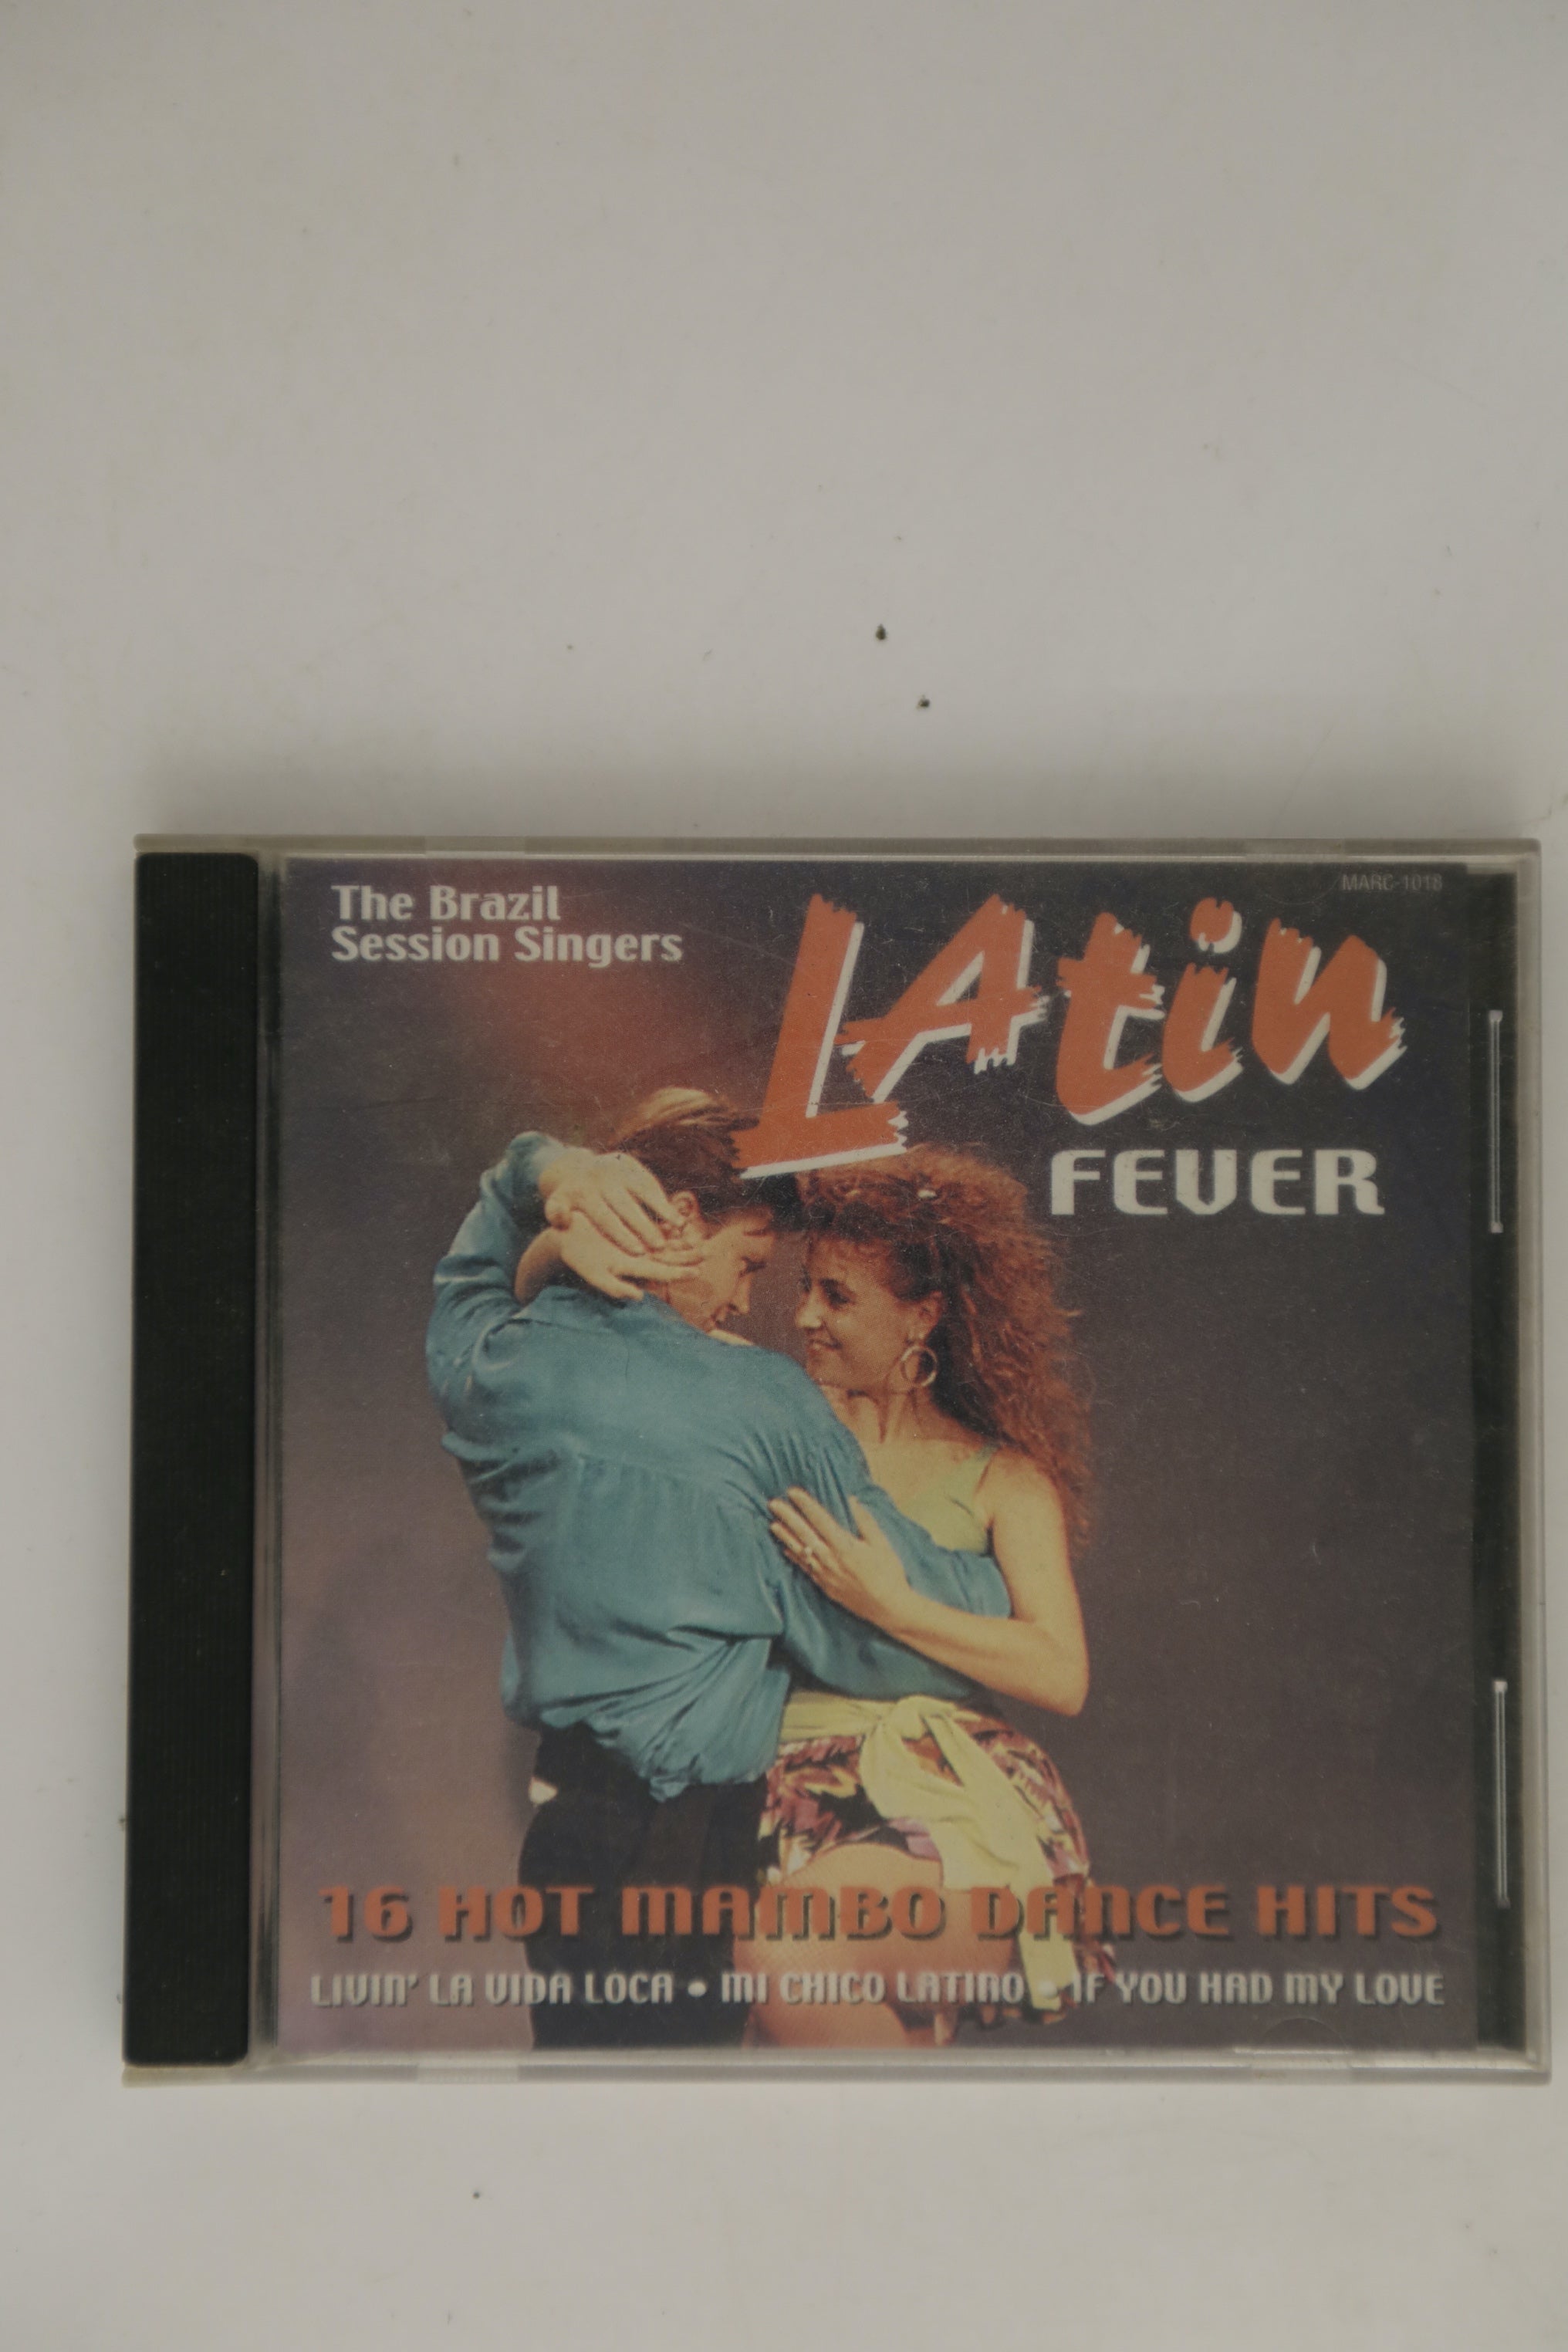 The Brazil
Session Singers
MARC-1018
LAtin
FEVER
16 HOT MAMBO DANCE HITS
LIVIN' LA VIDA LOCA • MI CHICO LATINO • IF YOU HAD MY LOVE